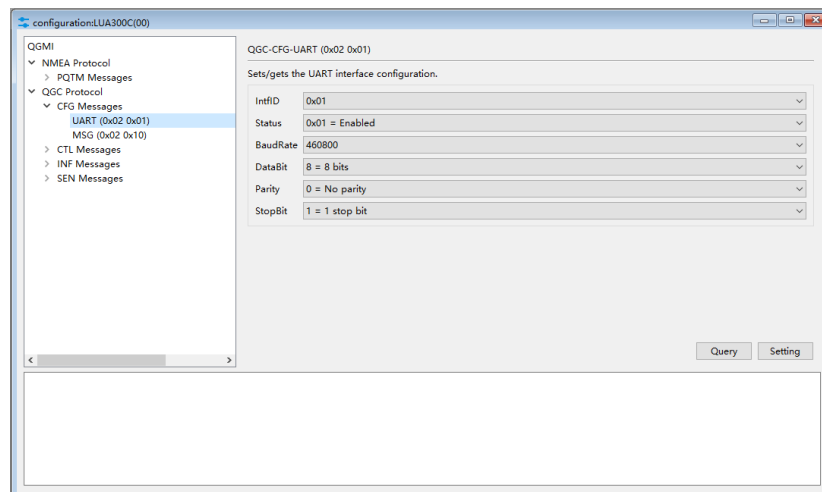 configuration:LUA300C(00)
QGMI
NMEA Protocol
PQTM Messages
QGC Protocol
CFG Messages
UART (0x02 0x01)
MSG (0x02 0x10)
CTL Messages
INF Messages
SEN Messages
QGC-CFG-UART (0x02 0x01)
Sets/gets the UART interface configuration.
IntfID 0x01
Status 0x01 = Enabled
BaudRate 460800
DataBit 8 = 8 bits
Parity 0 = No parity
StopBit 1 = 1 stop bit
Query Setting